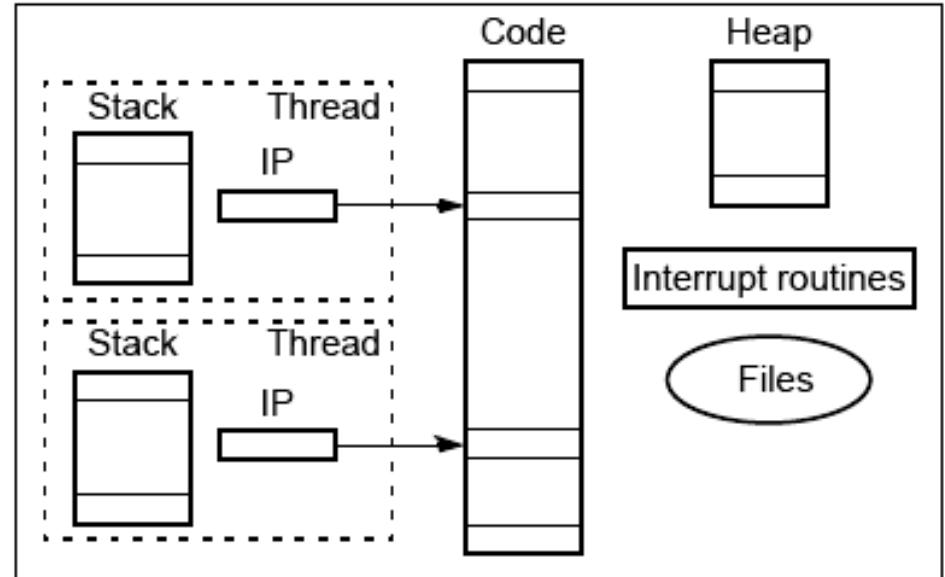 Code
Heap
Stack
Thread
IP
Interrupt routines
Stack
Thread
IP
Files